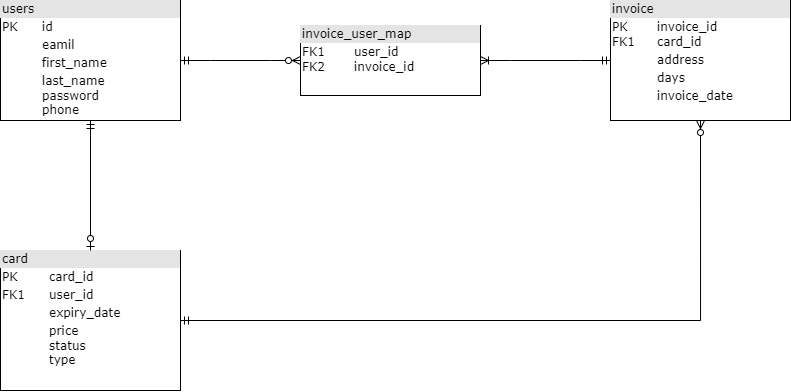 users
PK id
eamil
first_name
last_name
password
phone
invoice_user_map
FK1 user_id
FK2 invoice_id
invoice
PK invoice_id
FK1 card_id
address
days
invoice_date
card
PK card_id
FK1 user_id
expiry_date
price
status
type